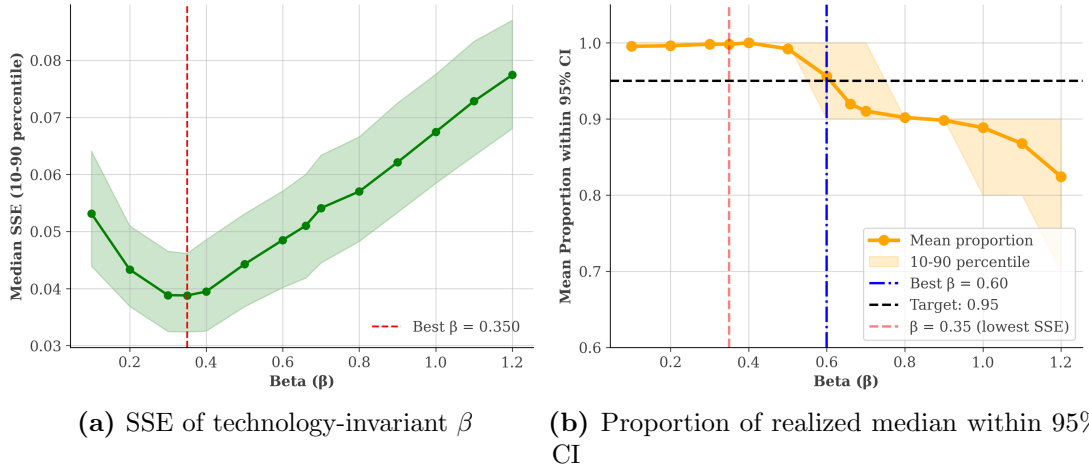 0.08
0.07
0.06
0.05
0.04
0.03
Median SSE (10-90 percentile)
0.2 0.4 0.6 0.8 1.0 1.2
Beta (β)
Best β = 0.350
(a) SSE of technology-invariant β
1.0
0.9
0.8
0.7
0.6
Mean Proportion within 95% CI
0.2 0.4 0.6 0.8 1.0 1.2
Beta (β)
Mean proportion
10-90 percentile
Best β = 0.60
Target: 0.95
β = 0.35 (lowest SSE)
(b) Proportion of realized median within 95%
CI